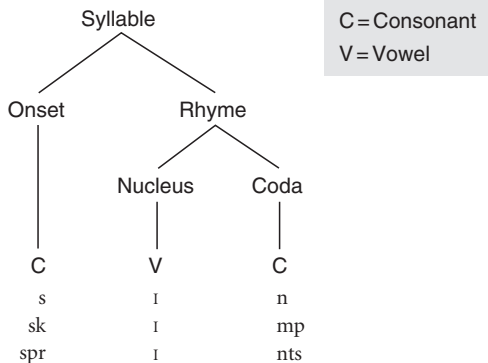 Syllable
C = Consonant
V = Vowel
Onset Rhyme
Nucleus Coda
C V C
s ɪ n
sk ɪ mp
spr ɪ nts